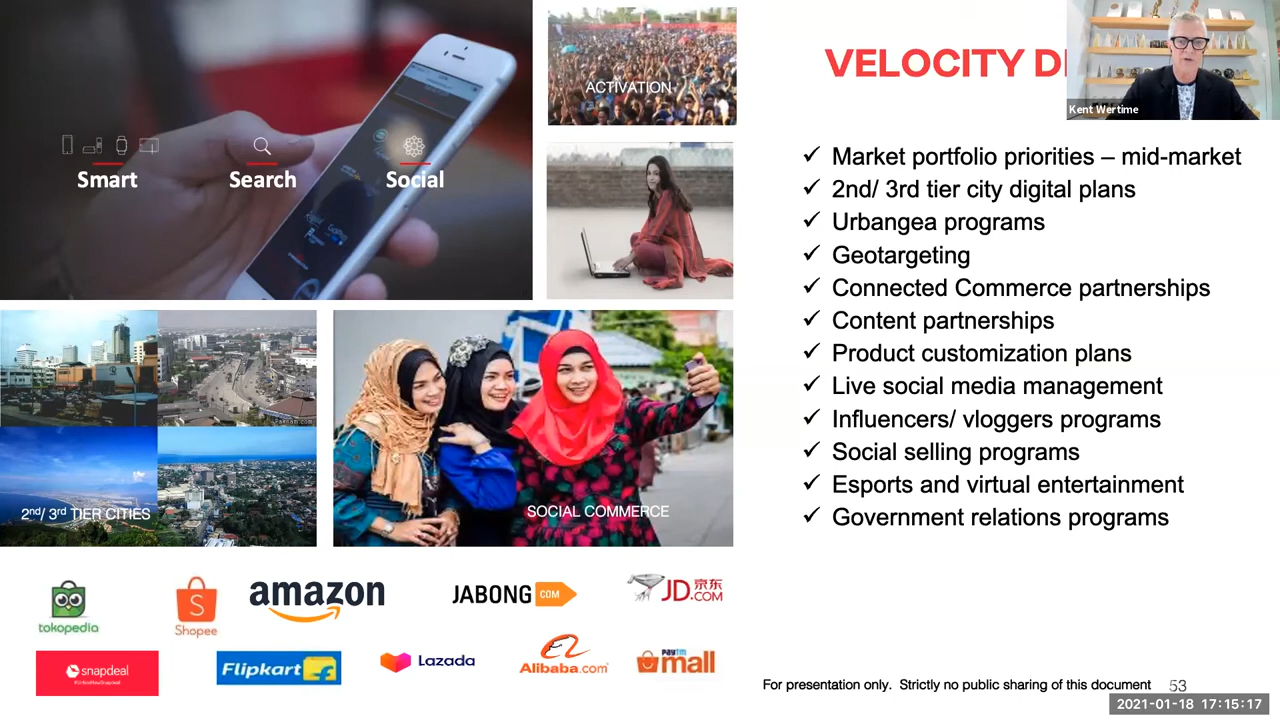 Smart
Search
Social
ACTIVATION
VELOCITY
Kent Wertime
✓ Market portfolio priorities – mid-market
✓ 2nd/ 3rd tier city digital plans
✓ Urbangea programs
✓ Geotargeting
✓ Connected Commerce partnerships
✓ Content partnerships
✓ Product customization plans
✓ Live social media management
✓ Influencers/ vloggers programs
✓ Social selling programs
✓ Esports and virtual entertainment
✓ Government relations programs
2nd/ 3rd TIER CITIES
SOCIAL COMMERCE
tokopedia
Shopee
amazon
JABONG COM
JD.COM 京东
snapdeal
Flipkart
Lazada
Alibaba.com
paytm mall
For presentation only. Strictly no public sharing of this document
53
2021-01-18 17:15:17